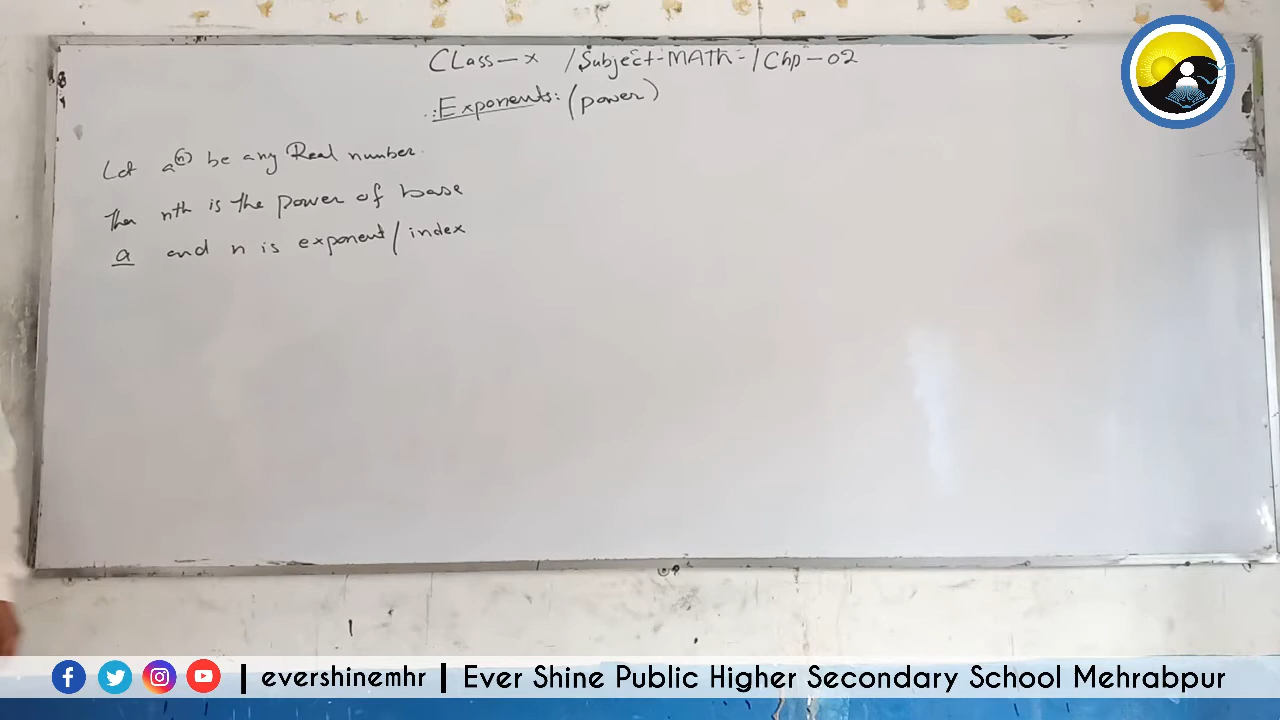 CLass - x / Subject - MATH - / Chp - 02
Exponents: (power)
Let aⁿ be any Real number.
Then nth is the power of base
a and n is exponent / index
| evershinemhr | Ever Shine Public Higher Secondary School Mehrabpur